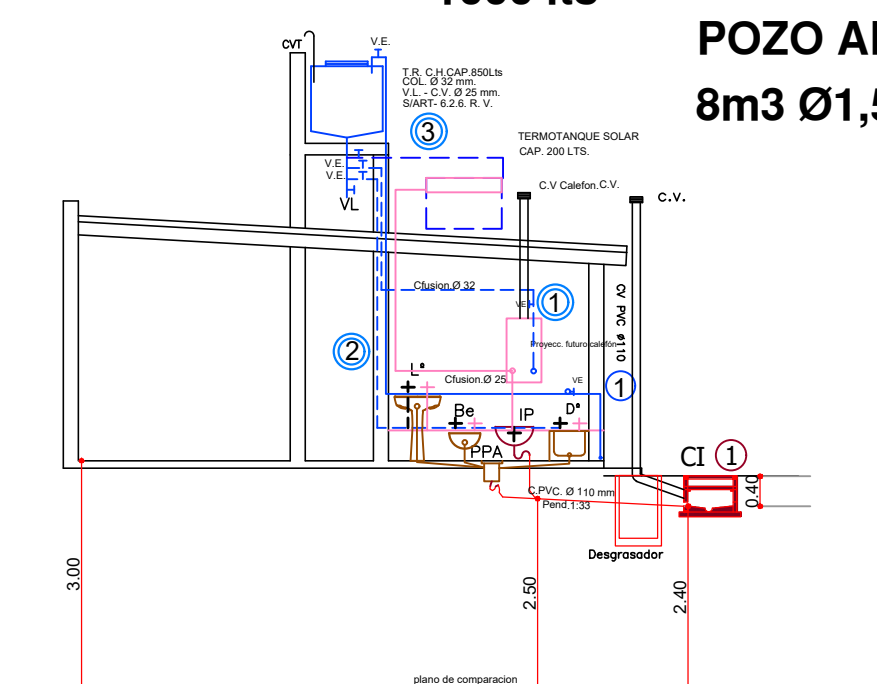 POZO A
8m3 Ø1,5
CVT
V.E.
T.R. C.H.CAP.850Lts
COL. Ø 32 mm.
V.L. - C.V. Ø 25 mm.
S/ART- 6.2.6. R. V.
3
TERMOTANQUE SOLAR
CAP. 200 LTS.
V.E.
V.E.
VL
C.V Calefon.C.V.
C.V.
Cfusion.Ø 32
VE
1
CV PVC Ø110
2
Proyecc. futuro calefón
Lº
Cfusion.Ø 25
VE
1
Be
IP
Dº
PPA
CI 1
C.PVC. Ø 110 mm
Pend.1:33
0.40
Desgrasador
3.00
2.50
2.40
plano de comparacion